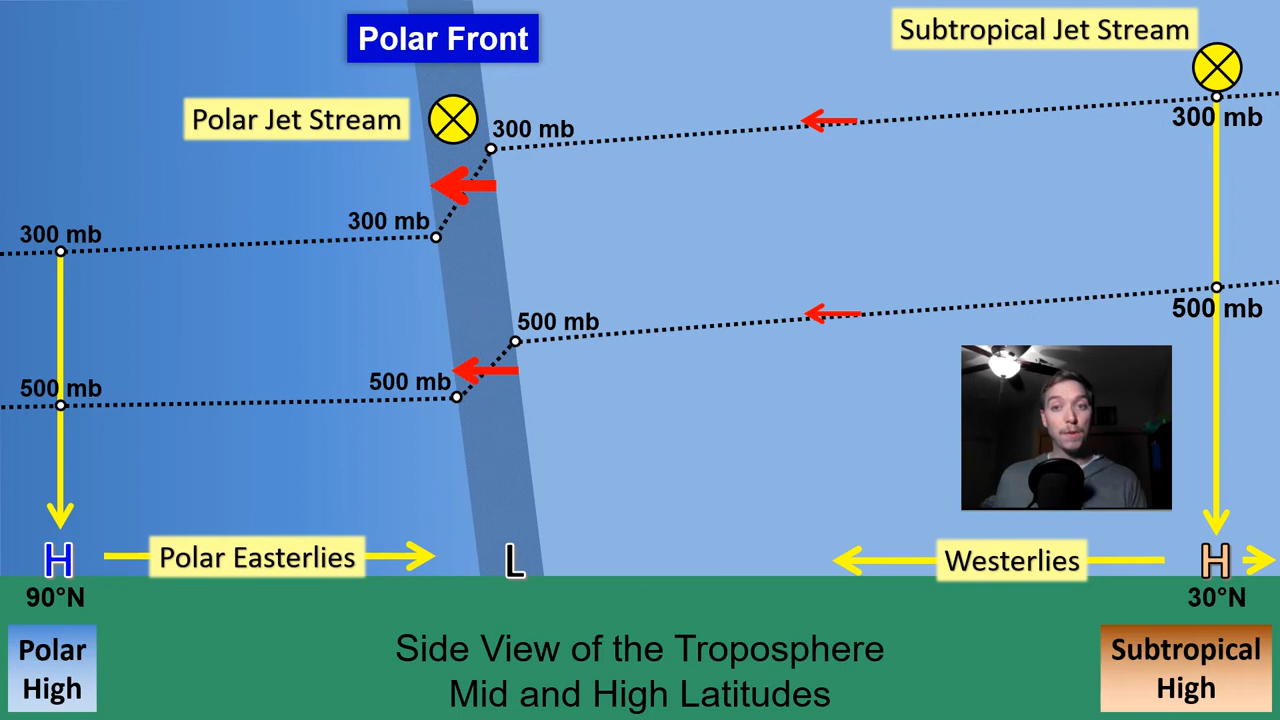 Polar Front
Subtropical Jet Stream
Polar Jet Stream
300 mb
300 mb
300 mb
300 mb
500 mb
500 mb
500 mb
500 mb
H
Polar Easterlies
L
Westerlies
H
90°N
30°N
Polar
High
Side View of the Troposphere
Mid and High Latitudes
Subtropical
High